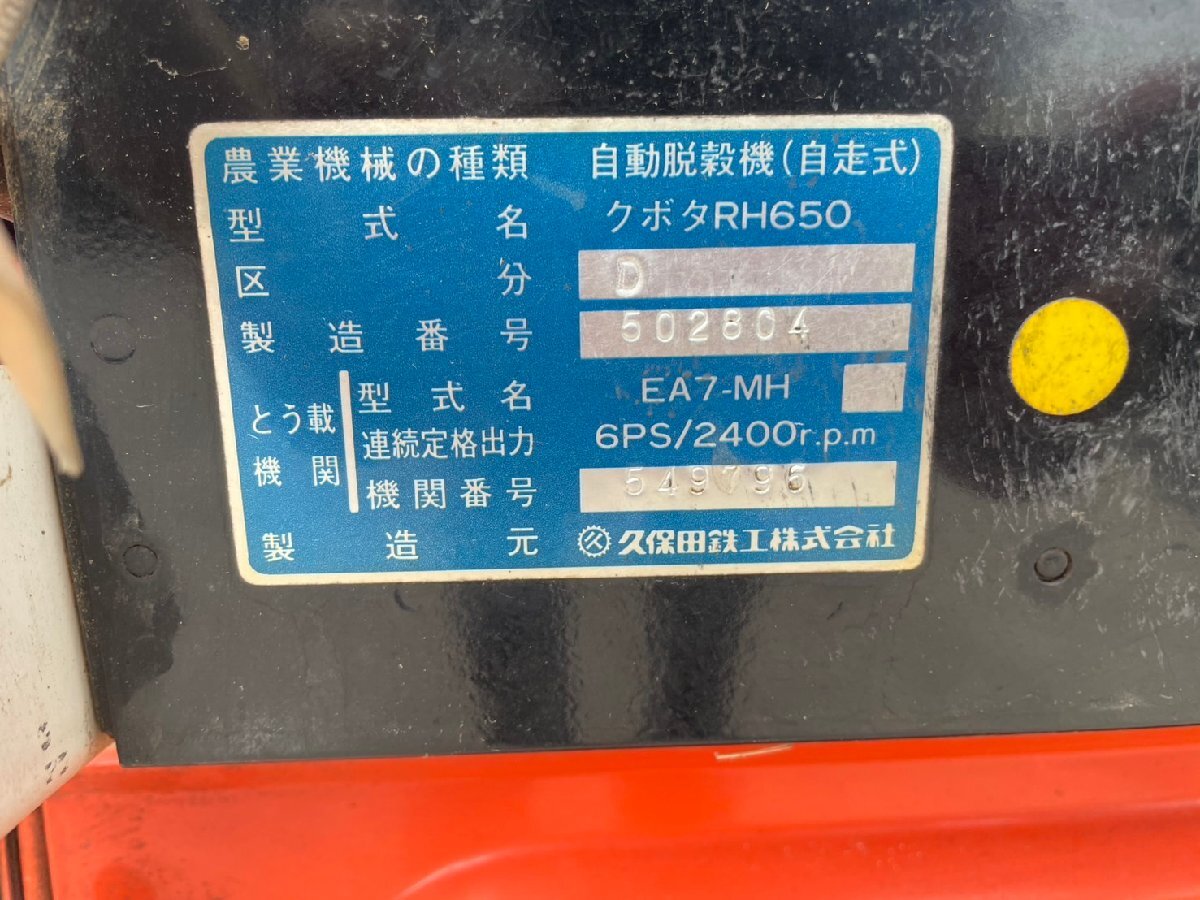 農業機械の種類 自動脱穀機(自走式)
型式名 クボタRH650
区分 D
製造番号 502804
とう載機関 型式名 EA7-MH
連続定格出力 6PS/2400r.p.m
機関番号 549796
製造元 久保田鉄工株式会社